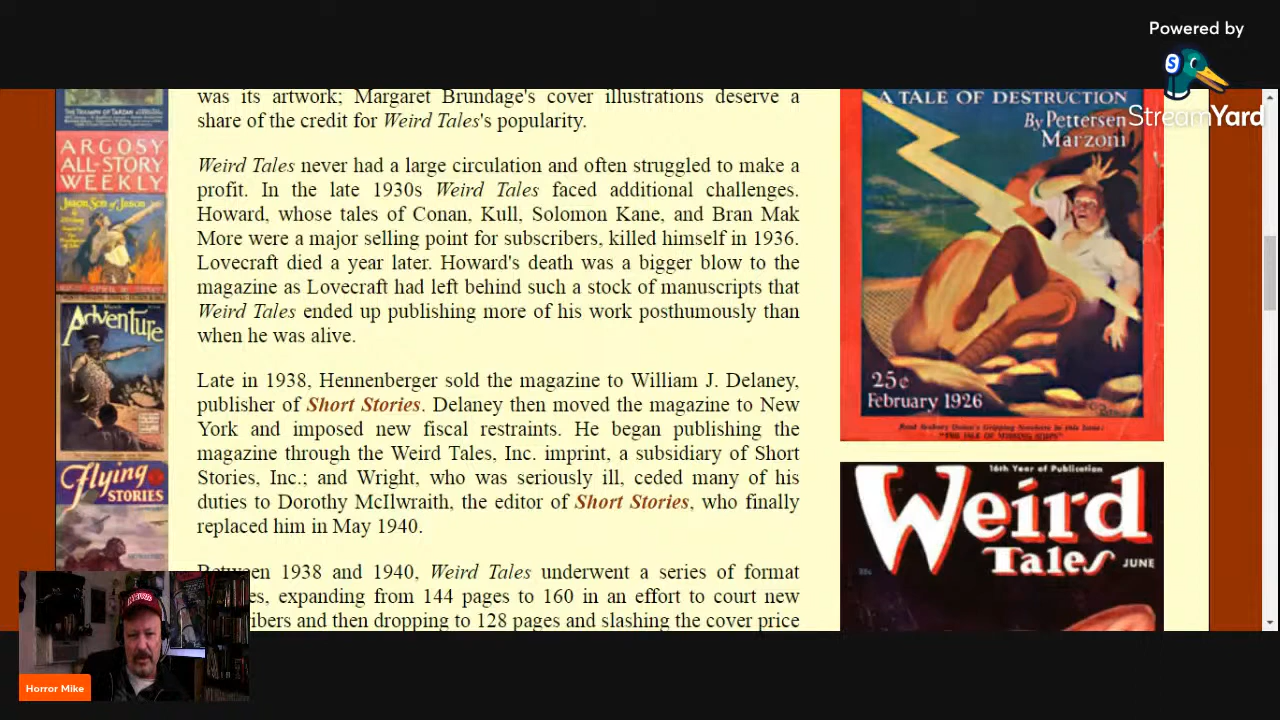 Powered by
StreamYard
was its artwork; Margaret Brundage's cover illustrations deserve a
share of the credit for Weird Tales's popularity.
Weird Tales never had a large circulation and often struggled to make a
profit. In the late 1930s Weird Tales faced additional challenges.
Howard, whose tales of Conan, Kull, Solomon Kane, and Bran Mak
More were a major selling point for subscribers, killed himself in 1936.
Lovecraft died a year later. Howard's death was a bigger blow to the
magazine as Lovecraft had left behind such a stock of manuscripts that
Weird Tales ended up publishing more of his work posthumously than
when he was alive.
Late in 1938, Hennenberger sold the magazine to William J. Delaney,
publisher of Short Stories. Delaney then moved the magazine to New
York and imposed new fiscal restraints. He began publishing the
magazine through the Weird Tales, Inc. imprint, a subsidiary of Short
Stories, Inc.; and Wright, who was seriously ill, ceded many of his
duties to Dorothy McIlwraith, the editor of Short Stories, who finally
replaced him in May 1940.
Between 1938 and 1940, Weird Tales underwent a series of format
expanding from 144 pages to 160 in an effort to court new
and then dropping to 128 pages and slashing the cover price
ARGOSY
ALL-STORY
WEEKLY
Jason, Son of Jason
Adventure
Flying
STORIES
A TALE OF DESTRUCTION
By Pettersen
Marzoni
25¢
February 1926
16th Year of Publication
Weird
Tales
JUNE
Horror Mike